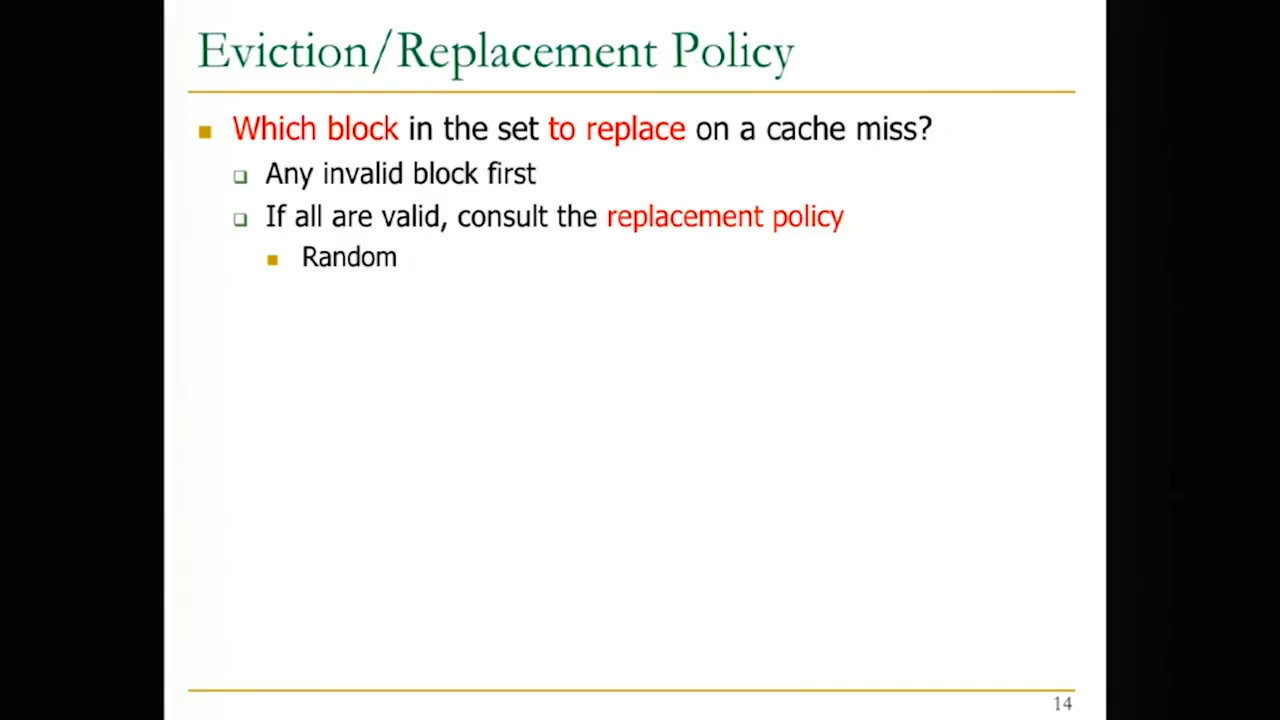 Eviction/Replacement Policy
Which block in the set to replace on a cache miss?
Any invalid block first
If all are valid, consult the replacement policy
Random
14